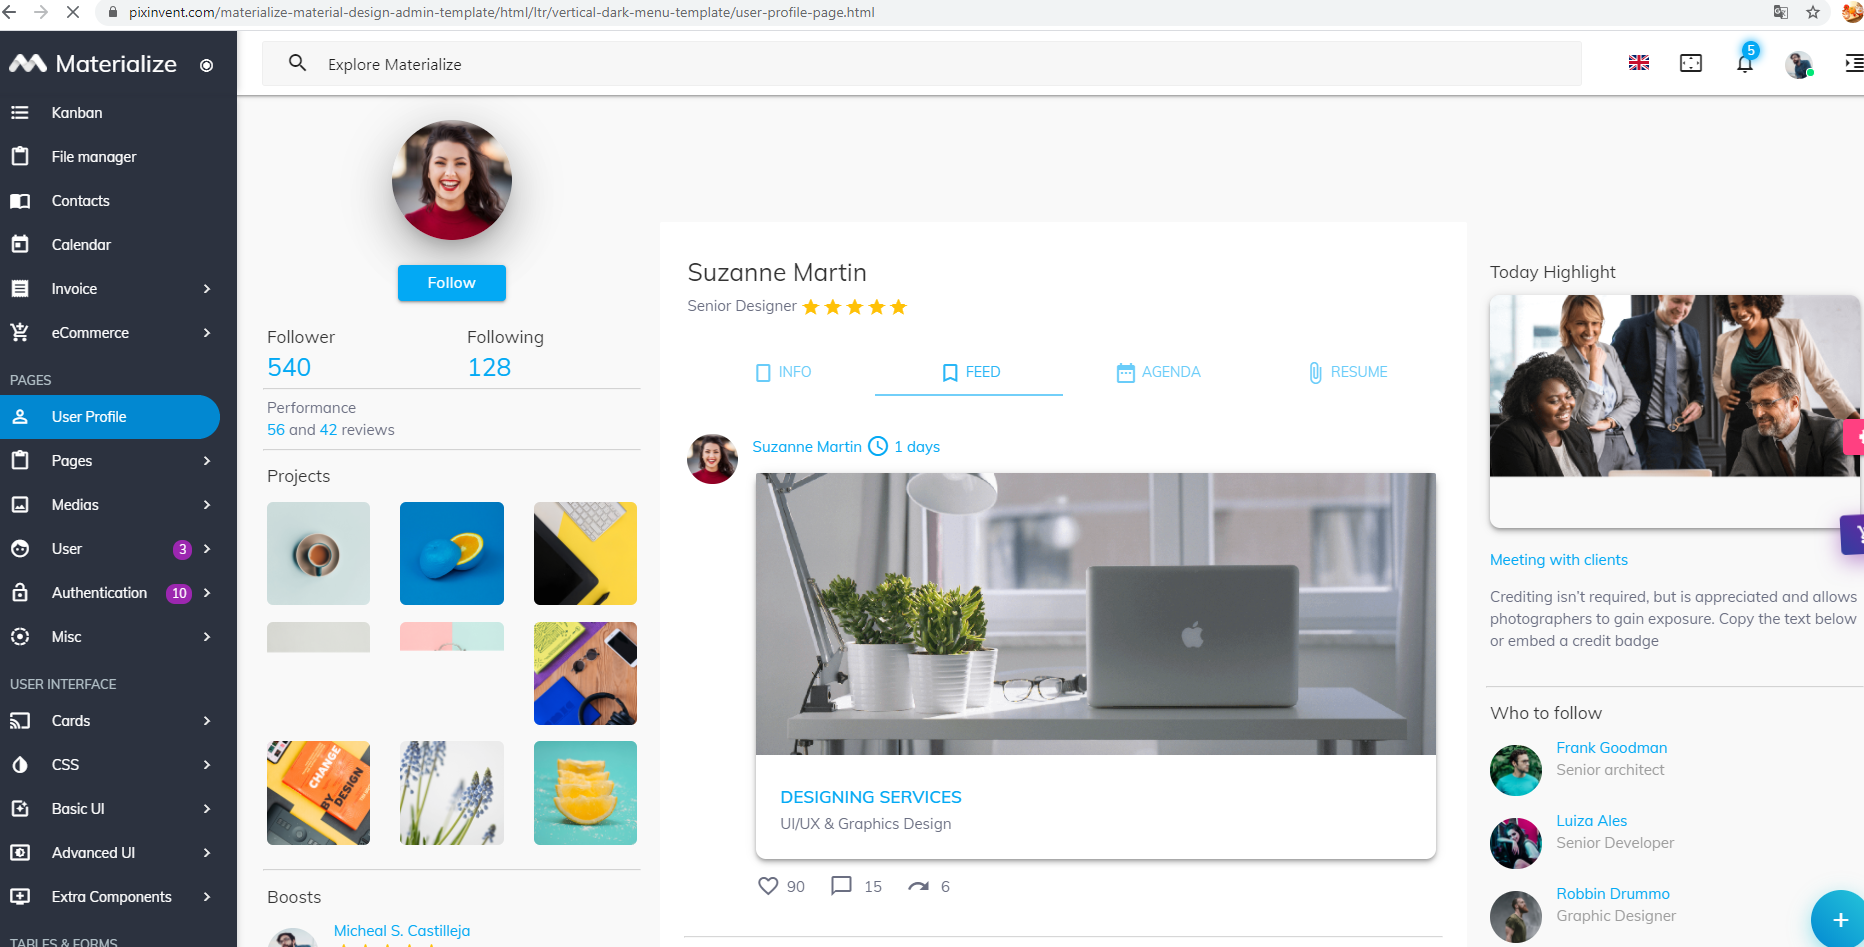 pixinvent.com/materialize-material-design-admin-template/html/ltr/vertical-dark-menu-template/user-profile-page.html
Materialize
Explore Materialize
5
Kanban
File manager
Contacts
Calendar
Invoice
eCommerce
PAGES
User Profile
Pages
Medias
User 3
Authentication 10
Misc
USER INTERFACE
Cards
CSS
Basic UI
Advanced UI
Extra Components
TABLES & FORMS
Follow
Follower
540
Following
128
Performance
56 and 42 reviews
Projects
CHANGE
BY
DESIGN
Boosts
Micheal S. Castilleja
Suzanne Martin
Senior Designer
INFO
FEED
AGENDA
RESUME
Suzanne Martin 1 days
DESIGNING SERVICES
UI/UX & Graphics Design
90 15 6
Today Highlight
Meeting with clients
Crediting isn’t required, but is appreciated and allows
photographers to gain exposure. Copy the text below
or embed a credit badge
Who to follow
Frank Goodman
Senior architect
Luiza Ales
Senior Developer
Robbin Drummo
Graphic Designer
+